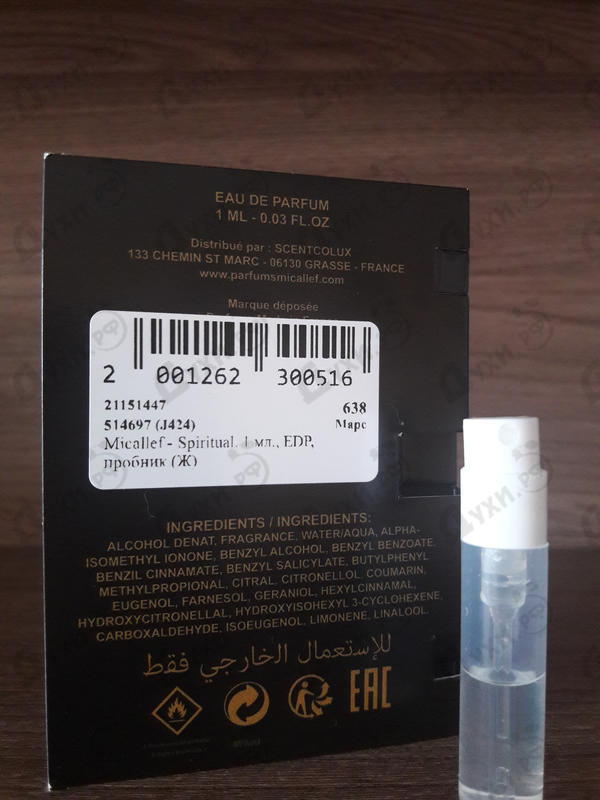 EAU DE PARFUM
1 ML - 0.03 FL.OZ
Distribué par : SCENTCOLUX
133 CHEMIN ST MARC - 06130 GRASSE - FRANCE
www.parfumsmicallef.com
Marque déposée
2 001262 300516
21151447 638
514697 (J424) Марс
Micallef - Spiritual. 1 мл., EDP,
пробник (Ж)
INGREDIENTS / INGREDIENTS:
ALCOHOL DENAT, FRAGRANCE, WATER/AQUA, ALPHA-
ISOMETHYL IONONE, BENZYL ALCOHOL, BENZYL BENZOATE,
BENZIL CINNAMATE, BENZYL SALICYLATE, BUTYLPHENYL
METHYLPROPIONAL, CITRAL, CITRONELLOL, COUMARIN,
EUGENOL, FARNESOL, GERANIOL, HEXYLCINNAMAL,
HYDROXYCITRONELLAL, HYDROXYISOHEXYL 3-CYCLOHEXENE,
CARBOXALDEHYDE, ISOEUGENOL, LIMONENE, LINALOOL.
للإستعمال الخارجي فقط
EAC
ДУХИ.РФ